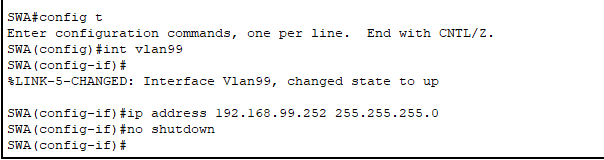 SWA#config t
Enter configuration commands, one per line.  End with CNTL/Z.
SWA(config)#int vlan99
SWA(config-if)#
%LINK-5-CHANGED: Interface Vlan99, changed state to up
SWA(config-if)#ip address 192.168.99.252 255.255.255.0
SWA(config-if)#no shutdown
SWA(config-if)#